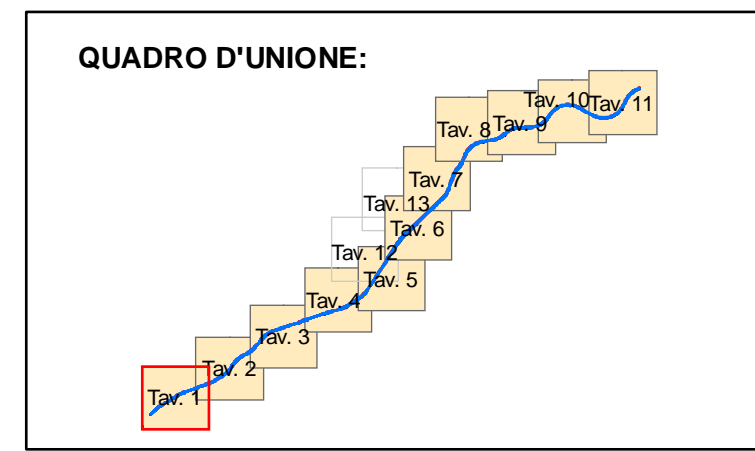 QUADRO D'UNIONE:
Tav. 10
Tav. 11
Tav. 8
Tav. 9
Tav. 7
Tav. 13
Tav. 6
Tav. 12
Tav. 5
Tav. 4
Tav. 3
Tav. 2
Tav. 1